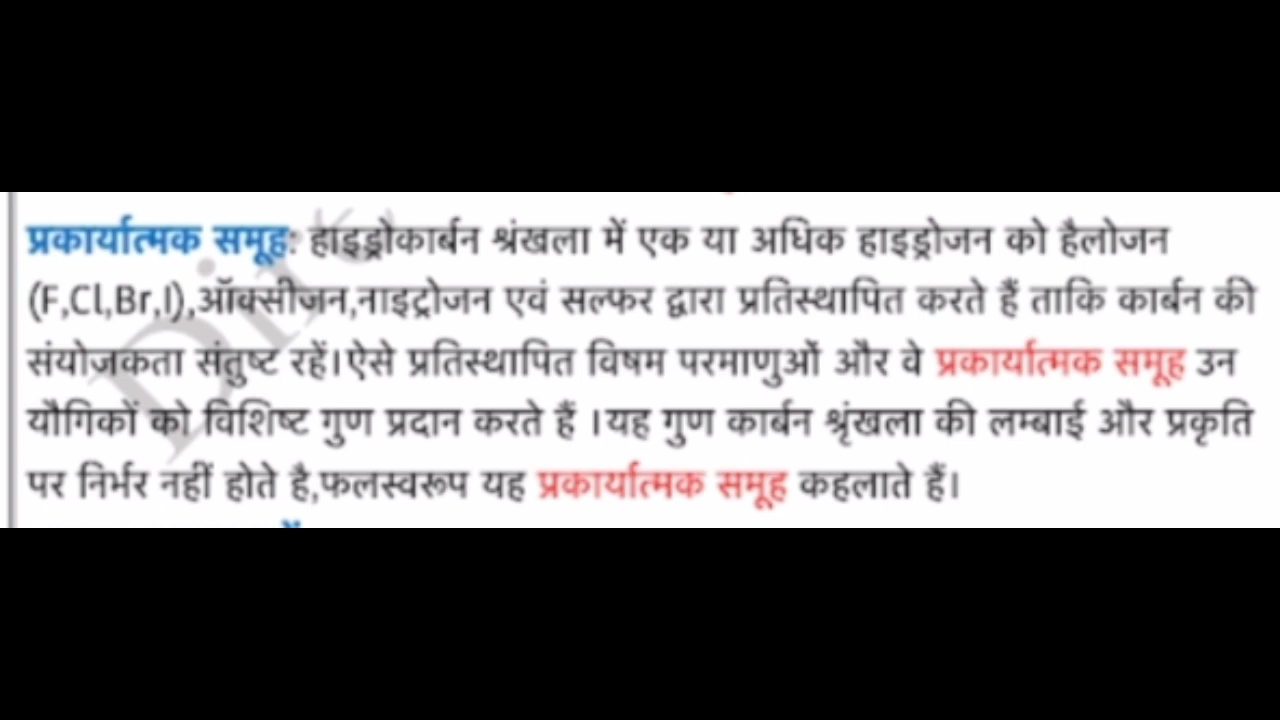 प्रकार्यात्मक समूह: हाइड्रौकार्बन श्रंखला में एक या अधिक हाइड्रोजन को हैलोजन
(F,Cl,Br,I),ऑक्सीजन,नाइट्रोजन एवं सल्फर द्वारा प्रतिस्थापित करते हैं ताकि कार्बन की
संयोजकता संतुष्ट रहें।ऐसे प्रतिस्थापित विषम परमाणुओं और वे प्रकार्यात्मक समूह उन
यौगिकों को विशिष्ट गुण प्रदान करते हैं ।यह गुण कार्बन श्रृंखला की लम्बाई और प्रकृति
पर निर्भर नहीं होते है,फलस्वरूप यह प्रकार्यात्मक समूह कहलाते हैं।